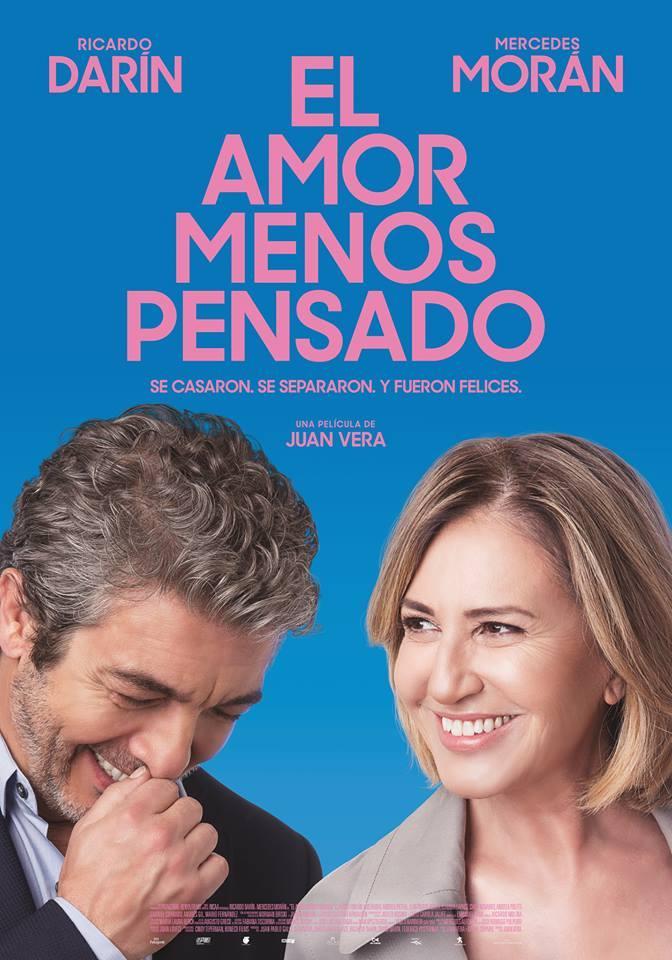 RICARDO
DARÍN
MERCEDES
MORÁN
EL
AMOR
MENOS
PENSADO
SE CASARON. SE SEPARARON. Y FUERON FELICES.
UNA PELÍCULA DE
JUAN VERA